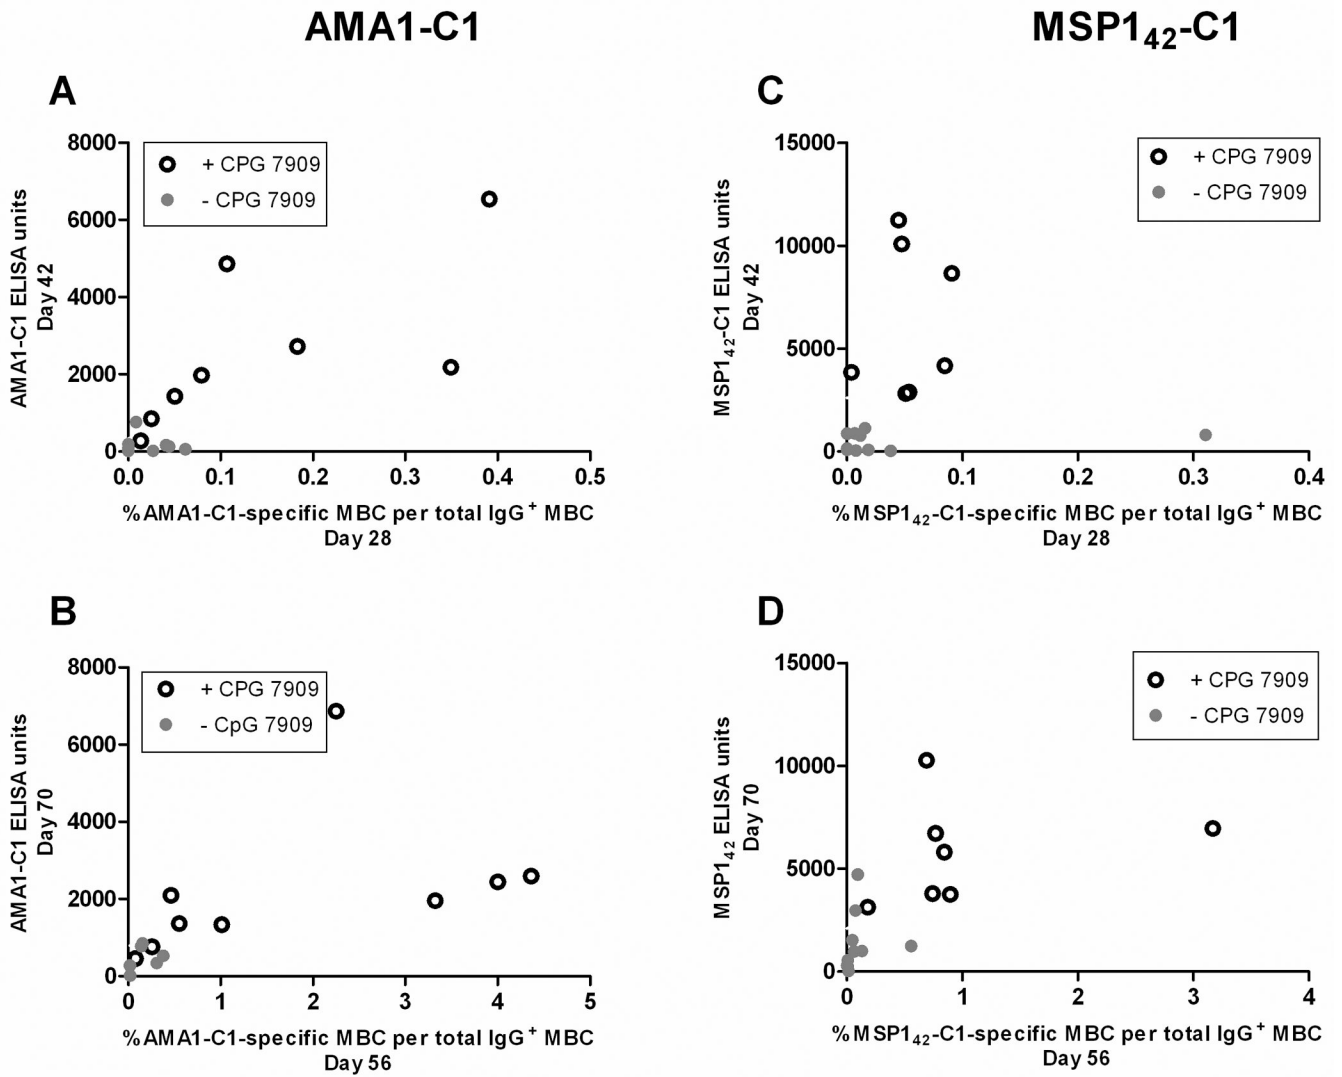 AMA1-C1
MSP1₄₂-C1
A
8000
6000
4000
2000
0
AMA1-C1 ELISA units
Day 42
+ CPG 7909
- CPG 7909
0.0 0.1 0.2 0.3 0.4 0.5
%AMA1-C1-specific MBC per total IgG⁺ MBC
Day 28
C
15000
10000
5000
0
MSP1₄₂-C1 ELISA units
Day 42
+ CPG 7909
- CPG 7909
0.0 0.1 0.2 0.3 0.4
%MSP1₄₂-C1-specific MBC per total IgG⁺ MBC
Day 28
B
8000
6000
4000
2000
0
AMA1-C1 ELISA units
Day 70
+ CPG 7909
- CpG 7909
0 1 2 3 4 5
%AMA1-C1-specific MBC per total IgG⁺ MBC
Day 56
D
15000
10000
5000
0
MSP1₄₂ ELISA units
Day 70
+ CPG 7909
- CPG 7909
0 1 2 3 4
%MSP1₄₂-C1-specific MBC per total IgG⁺ MBC
Day 56